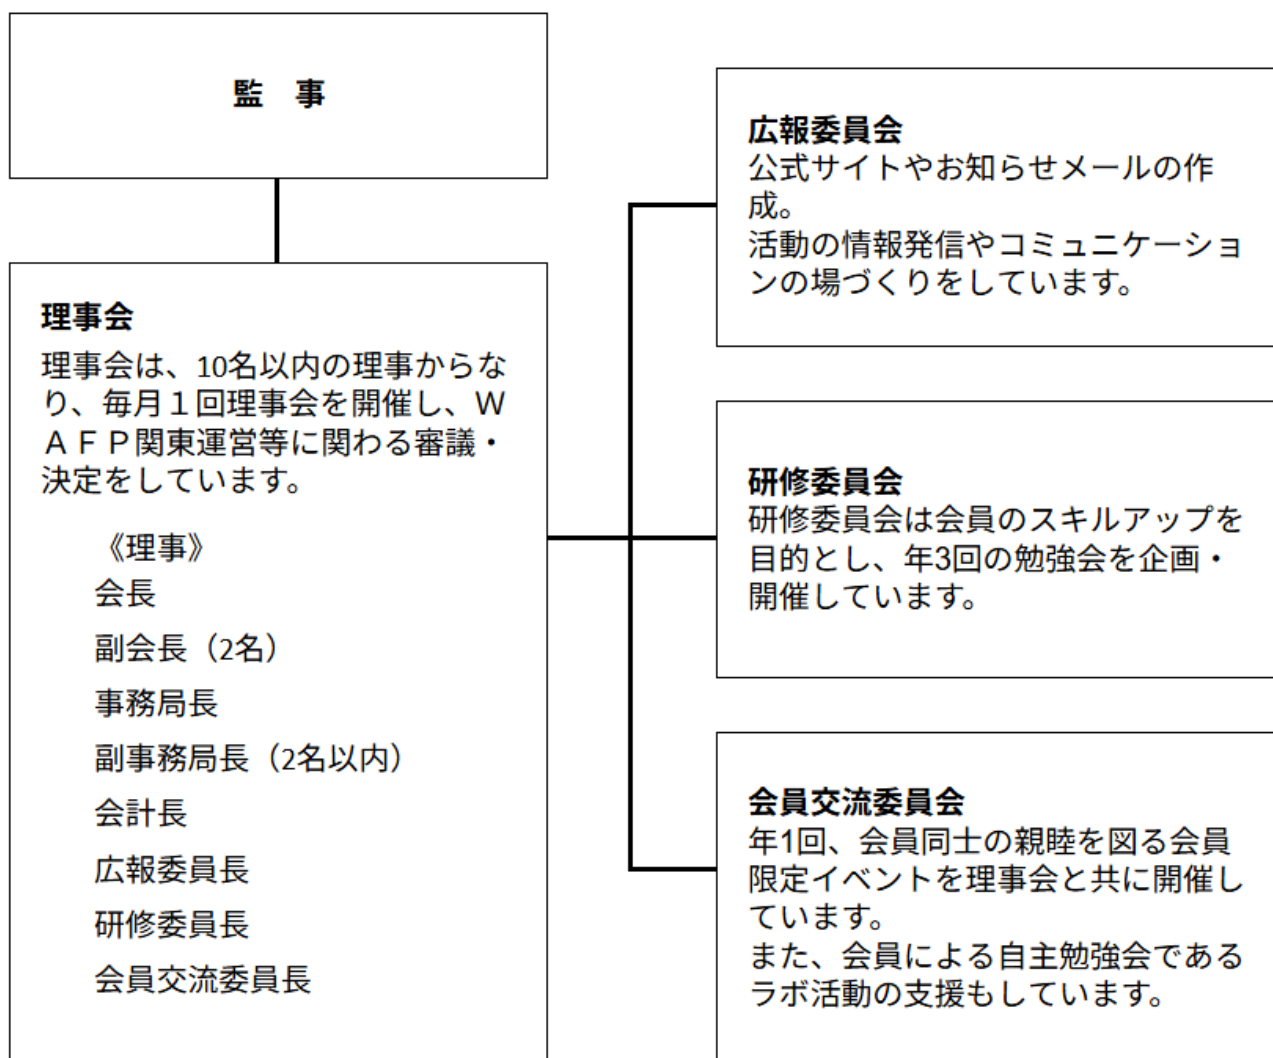 監　事
理事会
理事会は、10名以内の理事からな
り、毎月１回理事会を開催し、Ｗ
ＡＦＰ関東運営等に関わる審議・
決定をしています。
《理事》
会長
副会長（2名）
事務局長
副事務局長（2名以内）
会計長
広報委員長
研修委員長
会員交流委員長
広報委員会
公式サイトやお知らせメールの作
成。
活動の情報発信やコミュニケーショ
ンの場づくりをしています。
研修委員会
研修委員会は会員のスキルアップを
目的とし、年3回の勉強会を企画・
開催しています。
会員交流委員会
年1回、会員同士の親睦を図る会員
限定イベントを理事会と共に開催し
ています。
また、会員による自主勉強会である
ラボ活動の支援もしています。